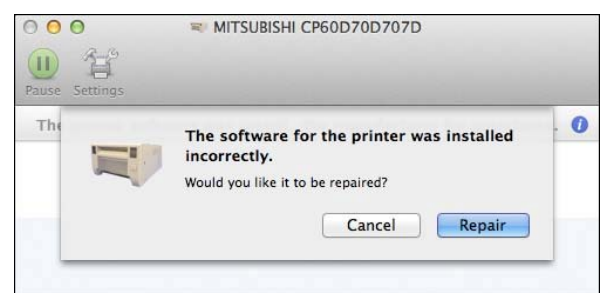 MITSUBISHI CP60D70D707D
Pause Settings
The
The software for the printer was installed
incorrectly.
Would you like it to be repaired?
Cancel Repair